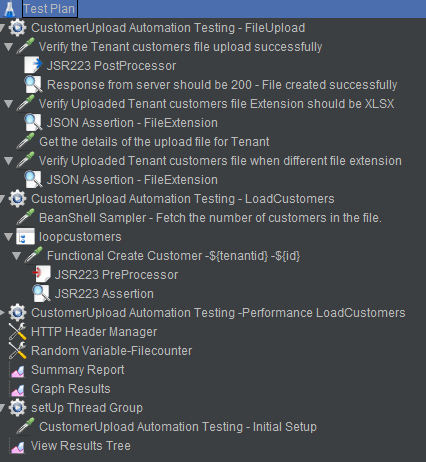 Test Plan
CustomerUpload Automation Testing - FileUpload
Verify the Tenant customers file upload successfully
JSR223 PostProcessor
Response from server should be 200 - File created successfully
Verify Uploaded Tenant customers file Extension should be XLSX
JSON Assertion - FileExtension
Get the details of the upload file for Tenant
Verify Uploaded Tenant customers file when different file extension
JSON Assertion - FileExtension
CustomerUpload Automation Testing - LoadCustomers
BeanShell Sampler - Fetch the number of customers in the file.
loopcustomers
Functional Create Customer -${tenantid} -${id}
JSR223 PreProcessor
JSR223 Assertion
CustomerUpload Automation Testing -Performance LoadCustomers
HTTP Header Manager
Random Variable-Filecounter
Summary Report
Graph Results
setUp Thread Group
CustomerUpload Automation Testing - Initial Setup
View Results Tree